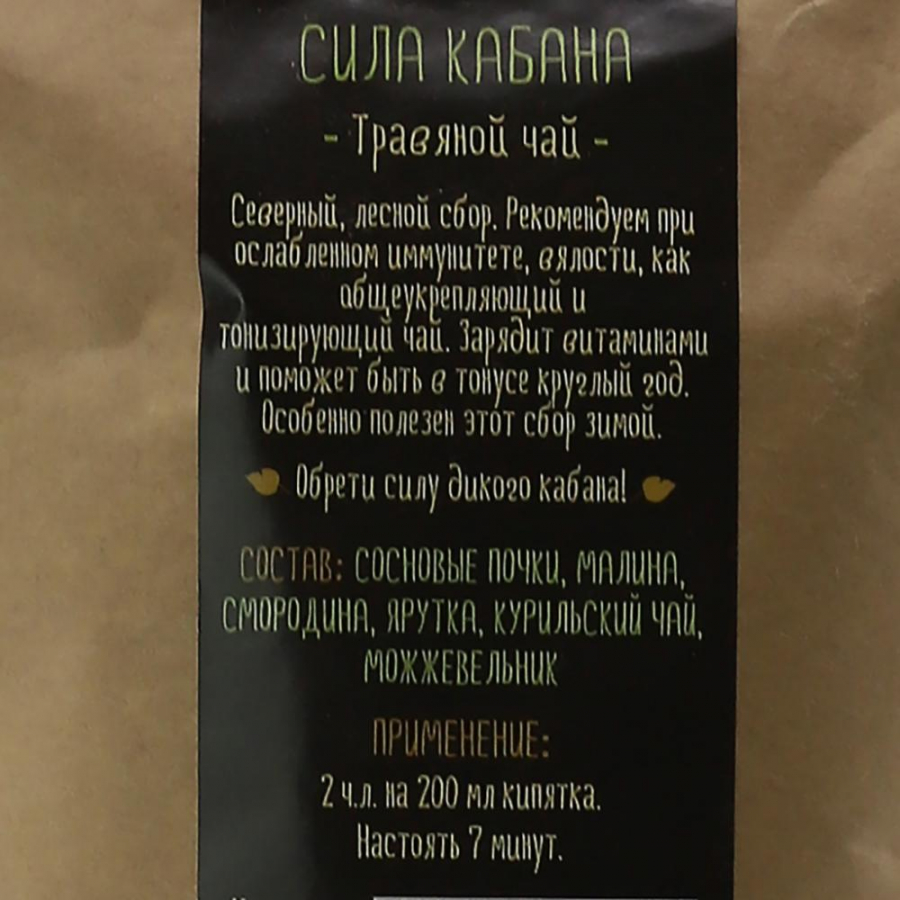 СИЛА КАБАНА
- Травяной чай -
Северный, лесной сбор. Рекомендуем при
ослабленном иммунитете, вялости, как
общеукрепляющий и
тонизирующий чай. Зарядит витаминами
и поможет быть в тонусе круглый год.
Особенно полезен этот сбор зимой.
Обрети силу дикого кабана!
СОСТАВ: СОСНОВЫЕ ПОЧКИ, МАЛИНА,
СМОРОДИНА, ЯРУТКА, КУРИЛЬСКИЙ ЧАЙ,
МОЖЖЕВЕЛЬНИК
ПРИМЕНЕНИЕ:
2 ч.л. на 200 мл кипятка.
Настоять 7 минут.